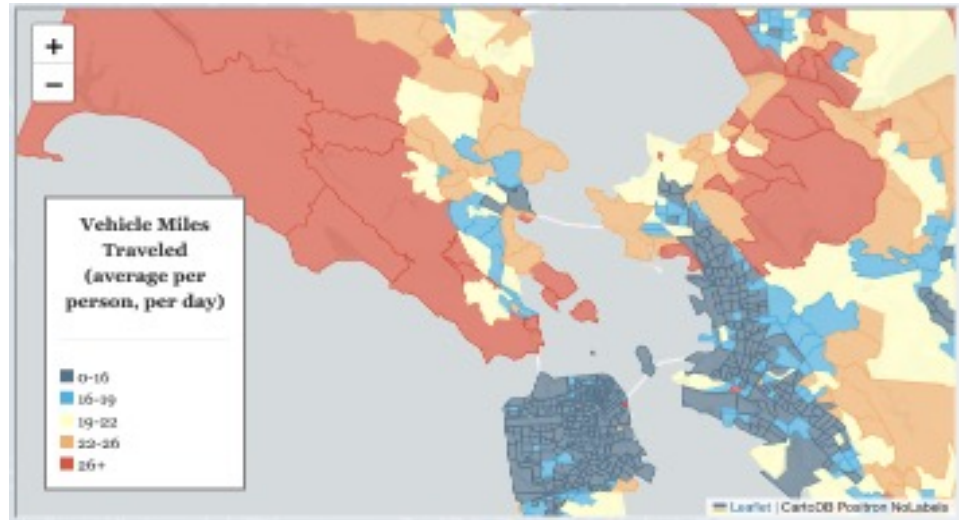 +
−
Vehicle Miles
Traveled
(average per
person, per day)
0-16
16-19
19-22
22-26
26+
Leaflet | CartoDB Positron NoLabels